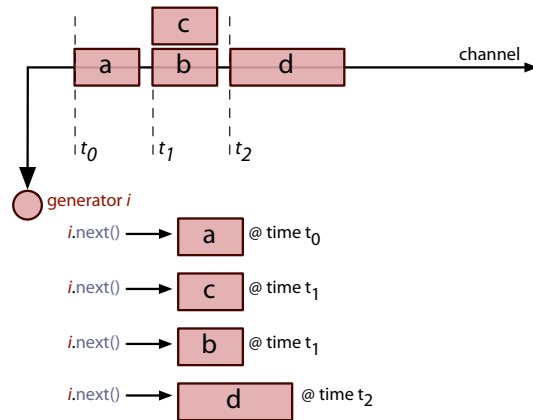 c
a b d channel
t0 t1 t2
generator i
i.next() a @ time t0
i.next() c @ time t1
i.next() b @ time t1
i.next() d @ time t2